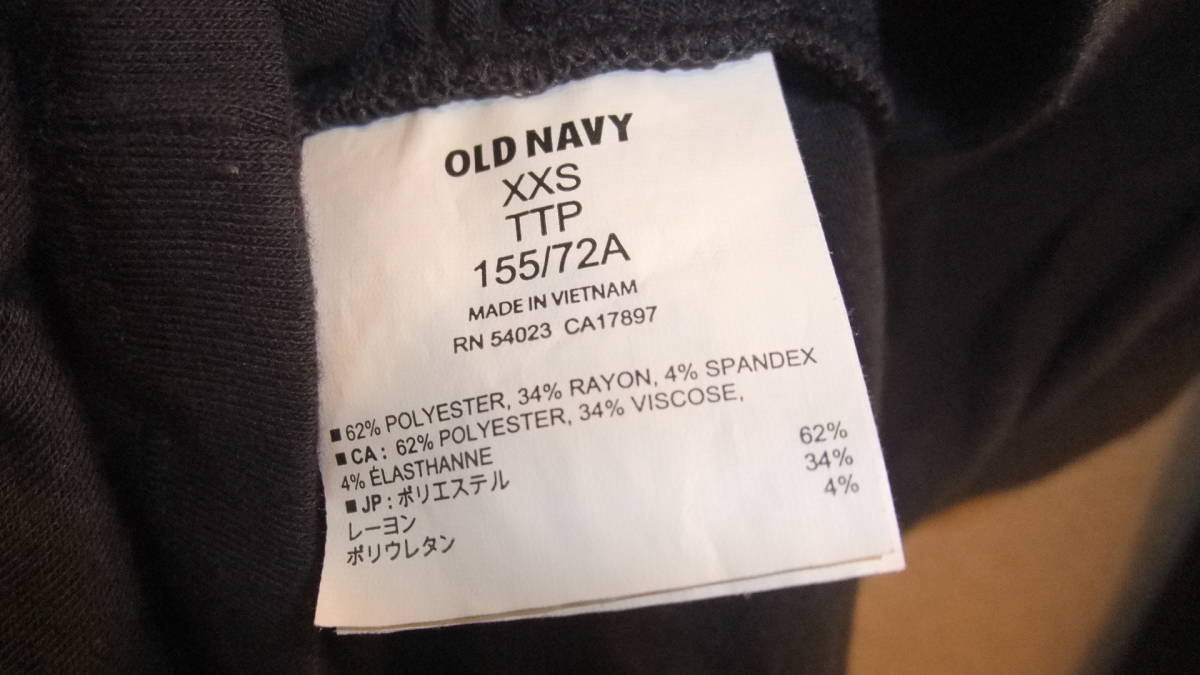 OLD NAVY
XXS
TTP
155/72A
MADE IN VIETNAM
RN 54023 CA17897
■ 62% POLYESTER, 34% RAYON, 4% SPANDEX
■ CA: 62% POLYESTER, 34% VISCOSE,
4% ÉLASTHANNE
■ JP: ポリエステル 62%
レーヨン 34%
ポリウレタン 4%